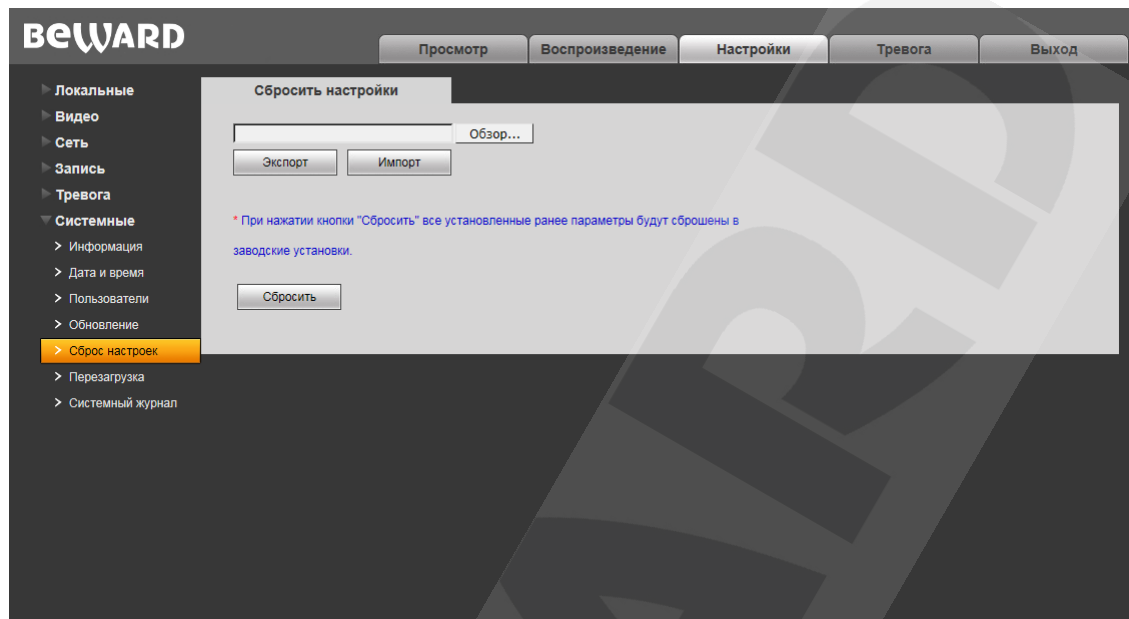 BEWARD
Просмотр Воспроизведение Настройки Тревога Выход
Локальные
Видео
Сеть
Запись
Тревога
Системные
Информация
Дата и время
Пользователи
Обновление
Сброс настроек
Перезагрузка
Системный журнал
Сбросить настройки
Обзор...
Экспорт Импорт
* При нажатии кнопки "Сбросить" все установленные ранее параметры будут сброшены в
заводские установки.
Сбросить